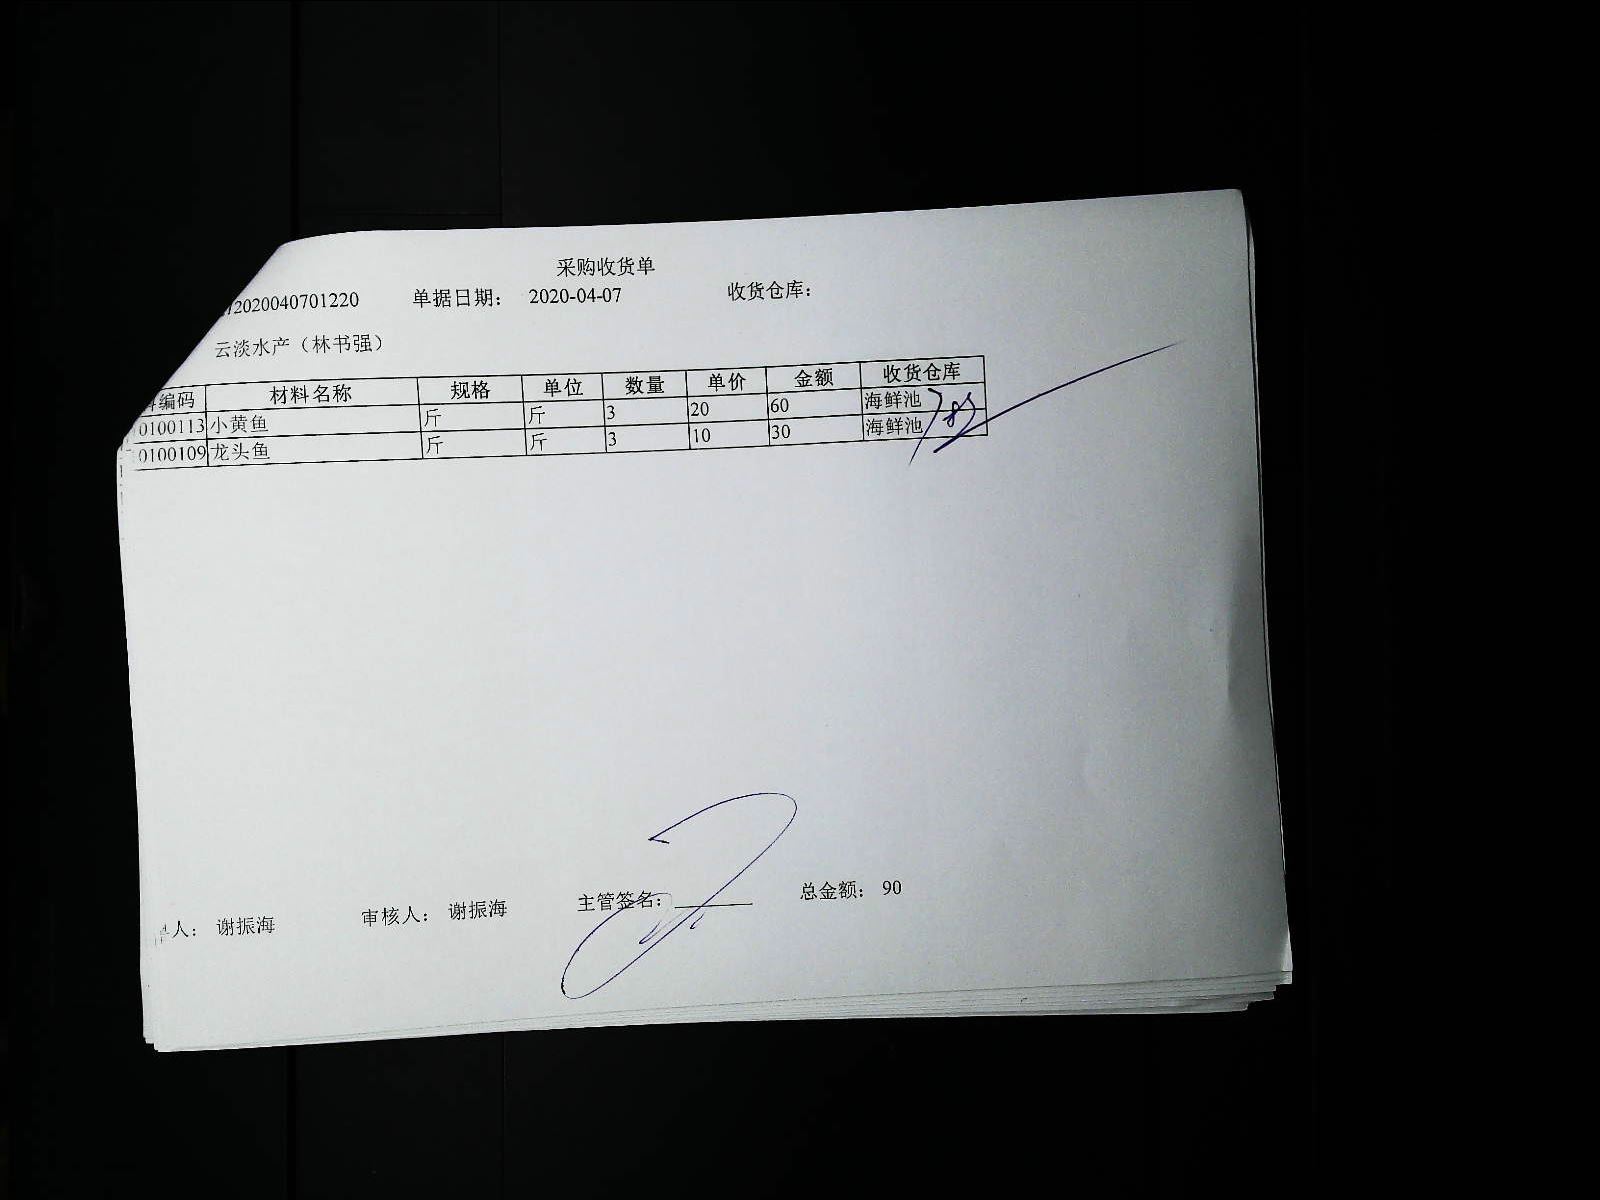 采购收货单
2020040701220 单据日期： 2020-04-07 收货仓库：
云淡水产（林书强）
编码 材料名称 规格 单位 数量 单价 金额 收货仓库
0100113 小黄鱼 斤 斤 3 20 60 海鲜池
0100109 龙头鱼 斤 斤 3 10 30 海鲜池
人： 谢振海 审核人： 谢振海 主管签名： 总金额： 90